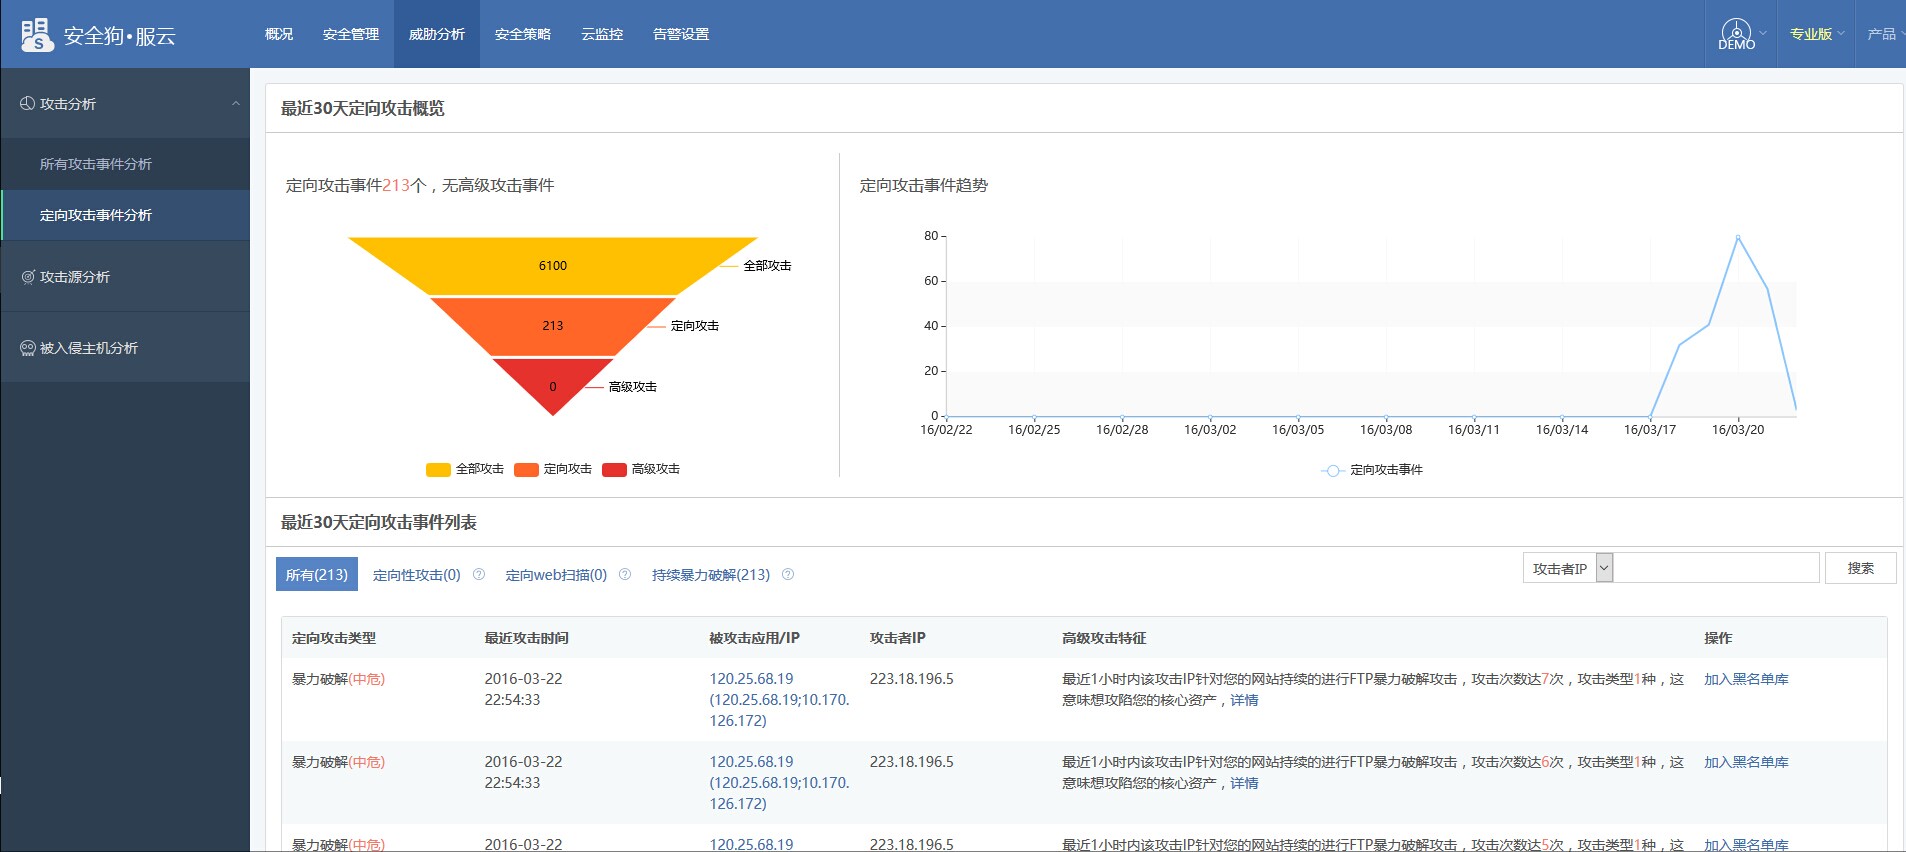 安全狗·服云
概况 安全管理 威胁分析 安全策略 云监控 告警设置
DEMO
专业版
产品
攻击分析
所有攻击事件分析
定向攻击事件分析
攻击源分析
被入侵主机分析
最近30天定向攻击概览
定向攻击事件213个，无高级攻击事件
6100
全部攻击
213
定向攻击
0
高级攻击
全部攻击 定向攻击 高级攻击
定向攻击事件趋势
80
60
40
20
0
16/02/22 16/02/25 16/02/28 16/03/02 16/03/05 16/03/08 16/03/11 16/03/14 16/03/17 16/03/20
定向攻击事件
最近30天定向攻击事件列表
所有(213) 定向性攻击(0) ? 定向web扫描(0) ? 持续暴力破解(213) ?
攻击者IP
搜索
定向攻击类型 最近攻击时间 被攻击应用/IP 攻击者IP 高级攻击特征 操作
暴力破解(中危)
2016-03-22
22:54:33
120.25.68.19
(120.25.68.19;10.170.
126.172)
223.18.196.5
最近1小时内该攻击IP针对您的网站持续的进行FTP暴力破解攻击，攻击次数达7次，攻击类型1种，这
意味想攻陷您的核心资产，详情
加入黑名单库
暴力破解(中危)
2016-03-22
22:54:33
120.25.68.19
(120.25.68.19;10.170.
126.172)
223.18.196.5
最近1小时内该攻击IP针对您的网站持续的进行FTP暴力破解攻击，攻击次数达6次，攻击类型1种，这
意味想攻陷您的核心资产，详情
加入黑名单库
暴力破解(中危)
2016-03-22
120.25.68.19
223.18.196.5
最近1小时内该攻击IP针对您的网站持续的进行FTP暴力破解攻击，攻击次数达5次，攻击类型1种，这
加入黑名单库